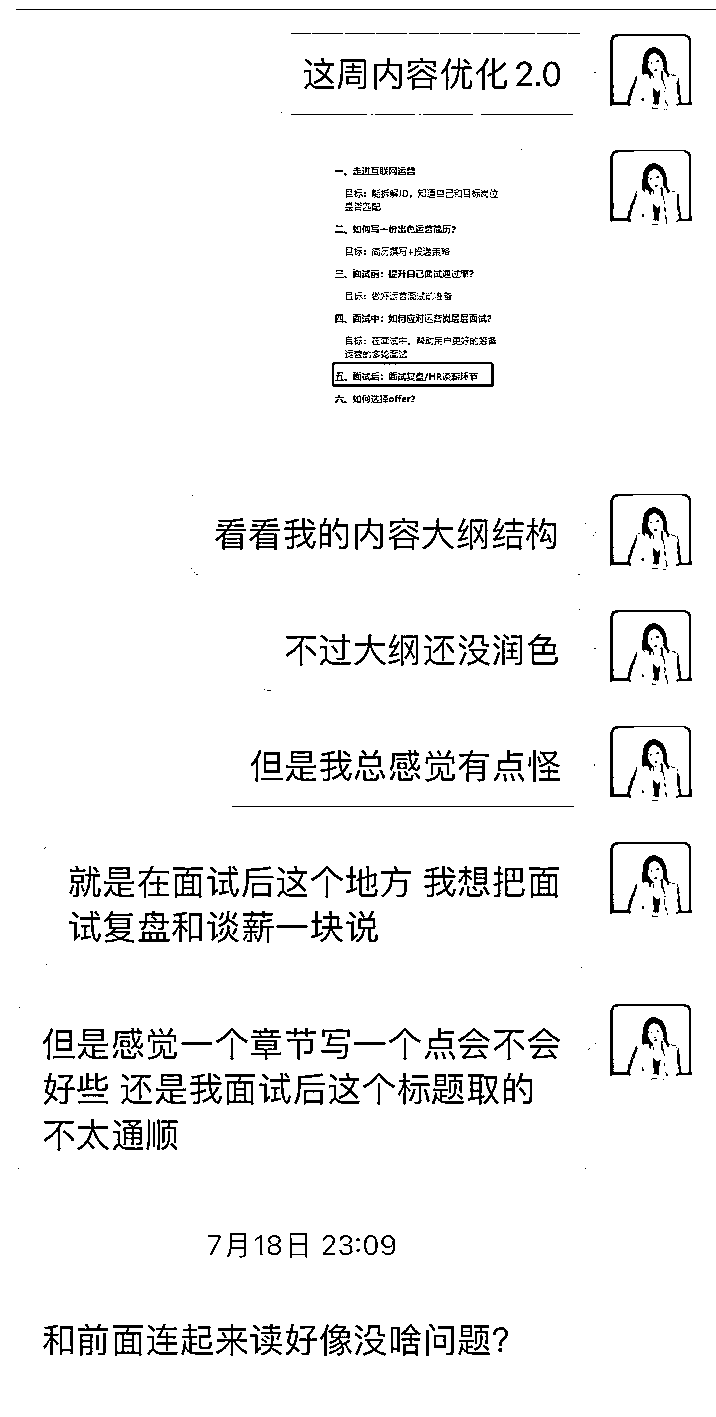 这周内容优化2.0
一、走进互联网运营
目标：能拆解JD，知道自己和目标岗位
是否匹配
二、如何写一份出色运营简历？
目标：简历撰写+投递策略
三、面试前：提升自己面试通过率？
目标：做好运营面试的准备
四、面试中：如何应对运营岗层层面试？
目标：在面试中，帮助用户更好的准备
运营的多轮面试
五、面试后：面试复盘/HR谈薪环节
六、如何选择offer？
看看我的内容大纲结构
不过大纲还没润色
但是我总感觉有点怪
就是在面试后这个地方 我想把面
试复盘和谈薪一块说
但是感觉一个章节写一个点会不会
好些 还是我面试后这个标题取的
不太通顺
7月18日 23:09
和前面连起来读好像没啥问题?